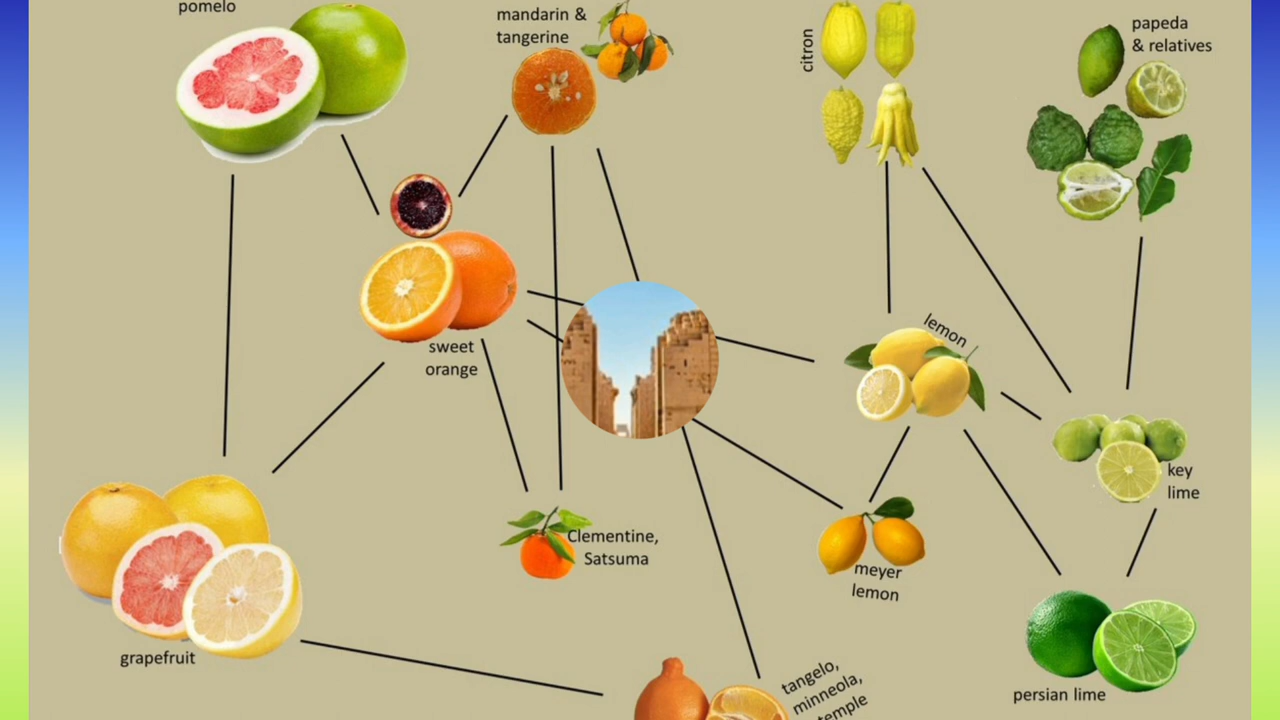 pomelo
mandarin &
tangerine
citron
papeda
& relatives
sweet
orange
lemon
key
lime
Clementine,
Satsuma
meyer
lemon
grapefruit
tangelo,
minneola,
temple
persian lime